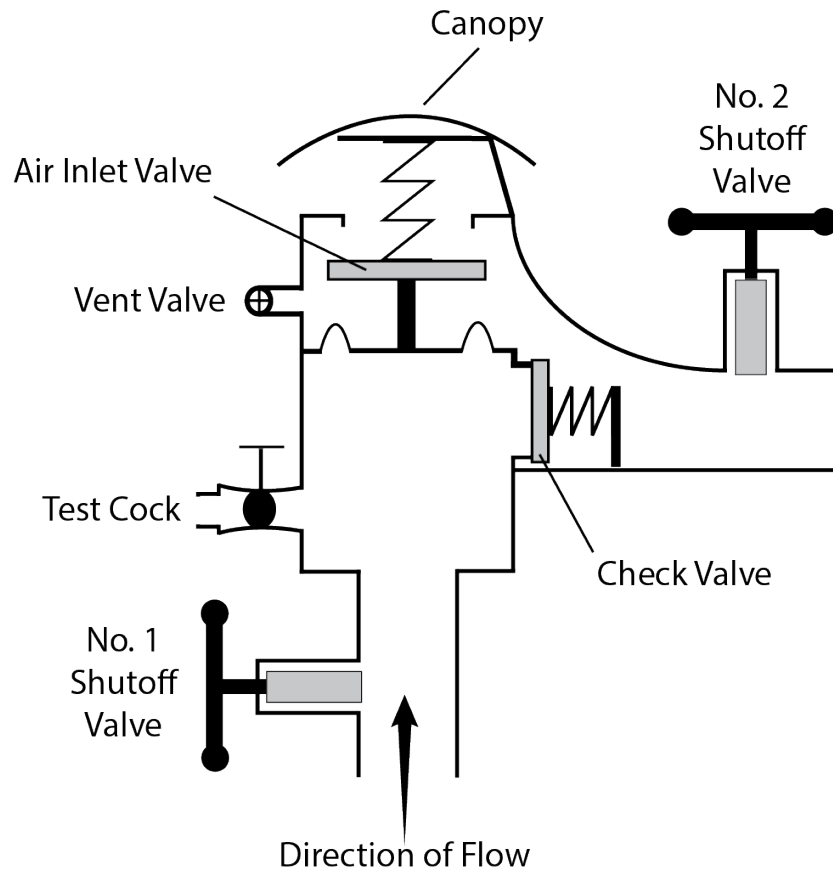 Canopy
No. 2
Shutoff
Valve
Air Inlet Valve
Vent Valve
Test Cock
Check Valve
No. 1
Shutoff
Valve
Direction of Flow